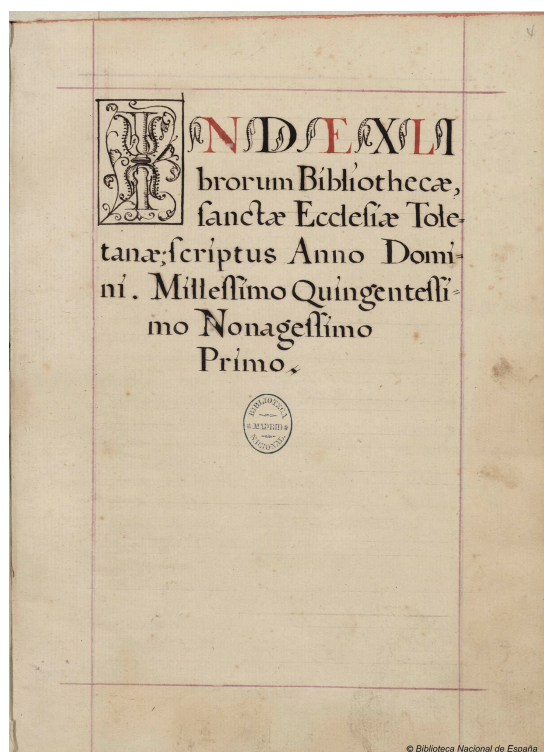 INDEX LI
brorum Bibliothecæ,
ſanctæ Eccleſiæ Tole-
tanæ; ſcriptus Anno Domi-
ni. Milleſſimo Quingenteſſi-
mo Nonageſſimo
Primo.
BIBLIOTECA
MADRID
NACIONAL
© Biblioteca Nacional de España